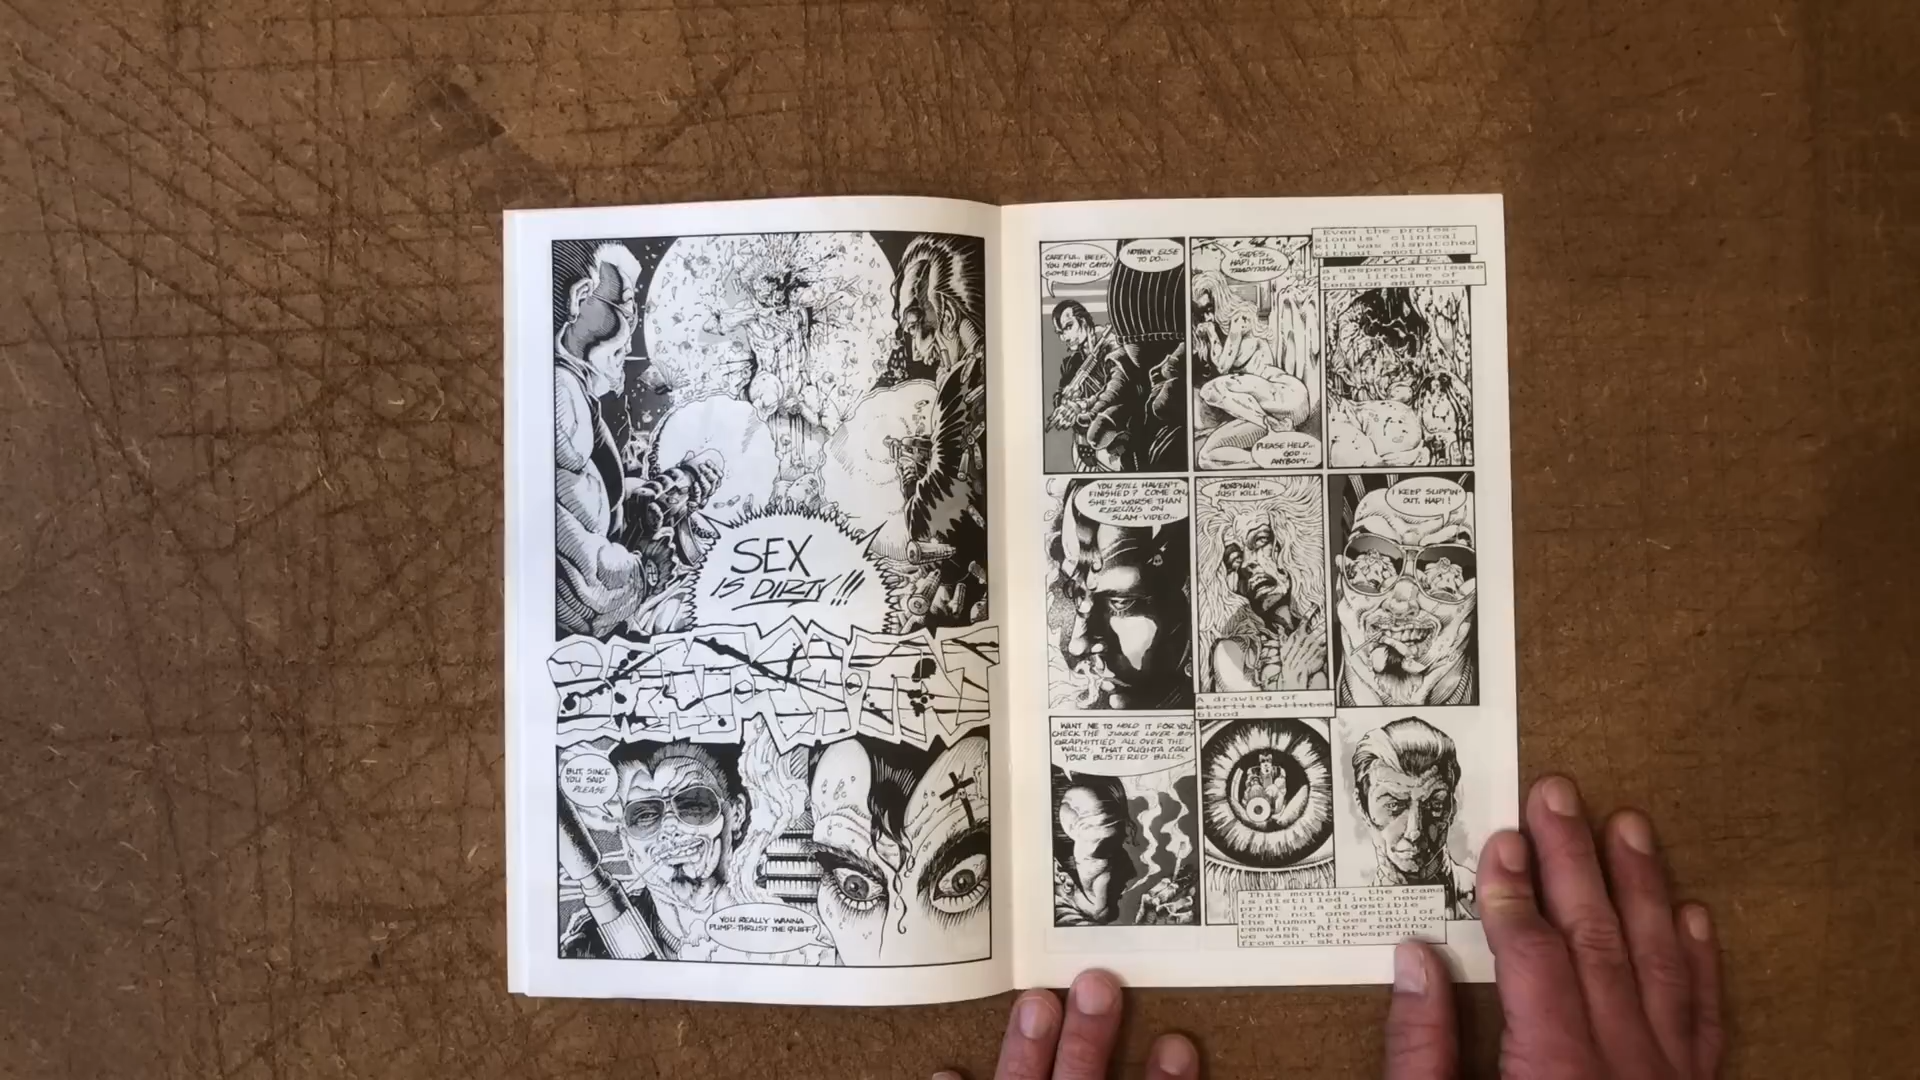 SEX
IS DIRTY!!!
BUT, SINCE
YOU SAID
PLEASE
YOU REALLY WANNA
PUMP-THRUST THE QUIFF?
CAREFUL, BEEF,
YOU MIGHT CATCH
SOMETHING.
NOTHIN' ELSE
TO DO...
'SIDES,
HAPI, IT'S
TRADITIONAL.
PLEASE HELP...
GOD...
ANYBODY...
Even the profes-
sionals' clinical
kill was dispatched
without emotion...
a desperate release
of a lifetime of
tension and fear.
YOU STILL HAVEN'T
FINISHED? COME ON,
SHE'S WORSE THAN
RERUNS ON
SLAM-VIDEO...
JUST KILL ME.
I KEEP SLIPPIN'
OUT, HAPI!
A drawing of
sterile polluted
blood
WANT ME TO HOLD IT FOR YOU?
CHECK THE JUNKIE LOVER-BOY
GRAPHITTIED ALL OVER THE
WALLS, THAT OUGHTA COAX
YOUR BLISTERED BALLS.
This morning, the drama
is distilled into news-
print in a digestible
form; not one detail of
the human lives involved
remains. After reading,
we wash the newsprint
from our skin.